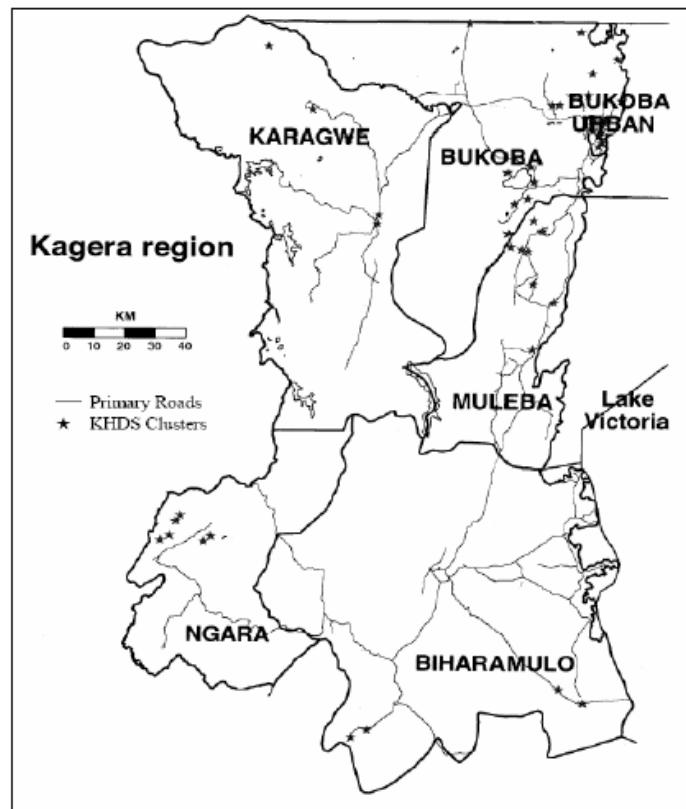 BUKOBA
URBAN
KARAGWE
BUKOBA
Kagera region
KM
0 10 20 30 40
Primary Roads
KHDS Clusters
MULEBA
Lake
Victoria
NGARA
BIHARAMULO